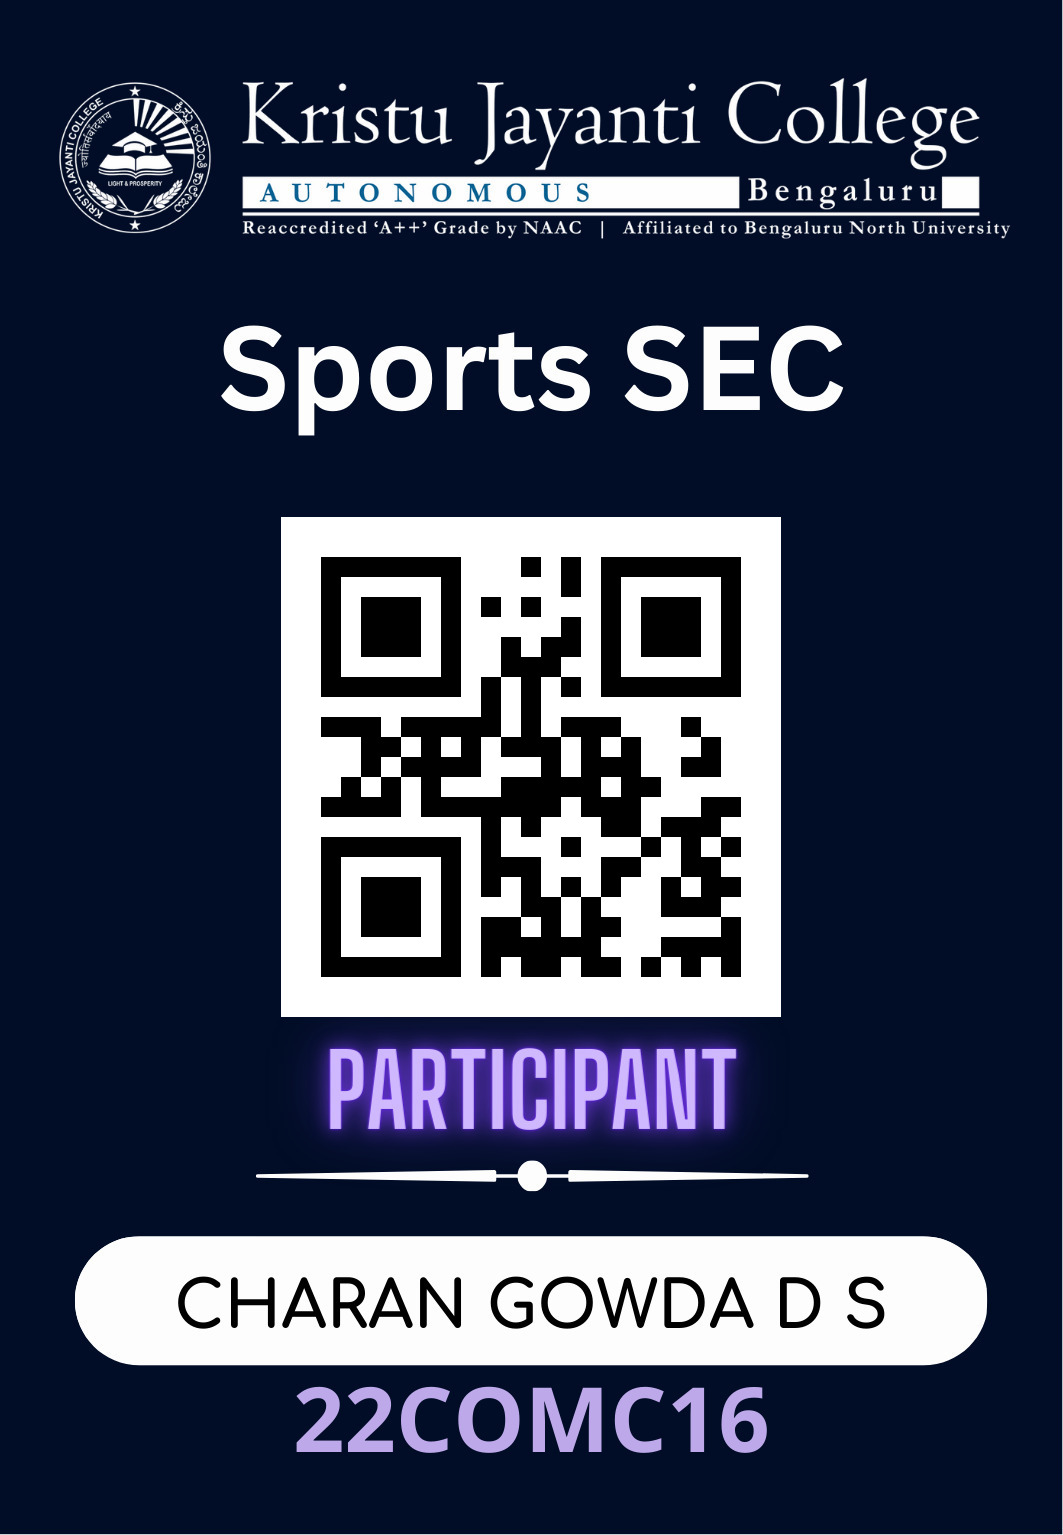 KRISTU JAYANTI COLLEGE
ಕ್ರಿಸ್ತು ಜಯಂತಿ ಕಾಲೇಜು
LIGHT & PROSPERITY
Kristu Jayanti College
AUTONOMOUS Bengaluru
Reaccredited ‘A++’ Grade by NAAC | Affiliated to Bengaluru North University
Sports SEC
PARTICIPANT
CHARAN GOWDA D S
22COMC16